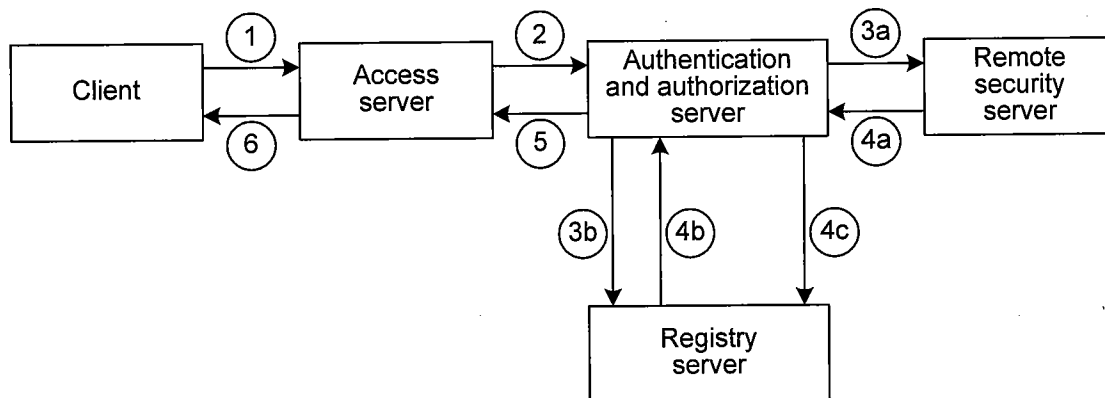 1
2
3a
Client
Access
server
Authentication
and authorization
server
Remote
security
server
6
5
4a
3b
4b
4c
Registry
server